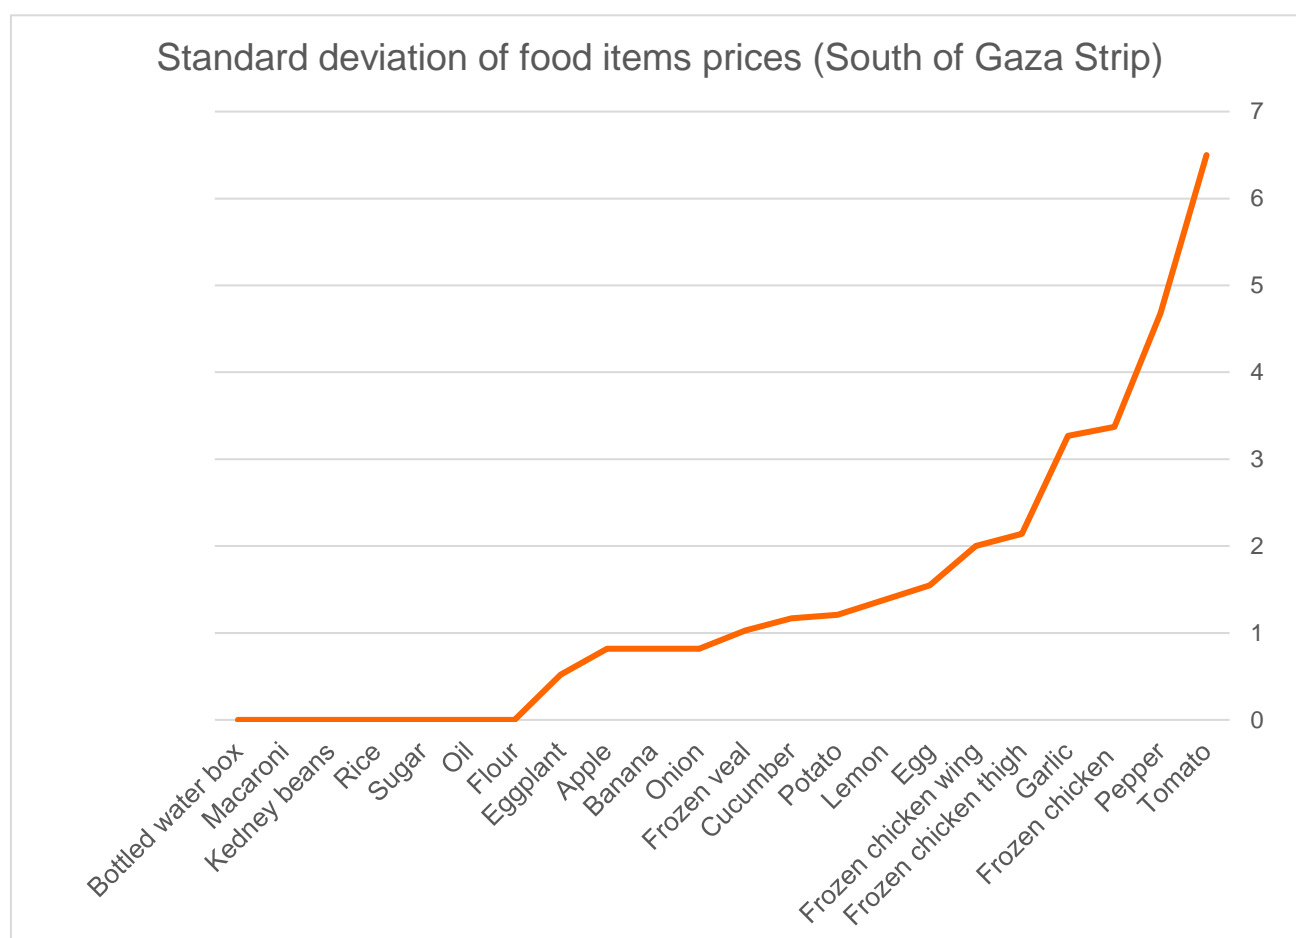 Standard deviation of food items prices (South of Gaza Strip)
7
6
5
4
3
2
1
0
Bottled water box
Macaroni
Kedney beans
Rice
Sugar
Oil
Flour
Eggplant
Apple
Banana
Onion
Frozen veal
Cucumber
Potato
Lemon
Egg
Frozen chicken wing
Frozen chicken thigh
Garlic
Frozen chicken
Pepper
Tomato